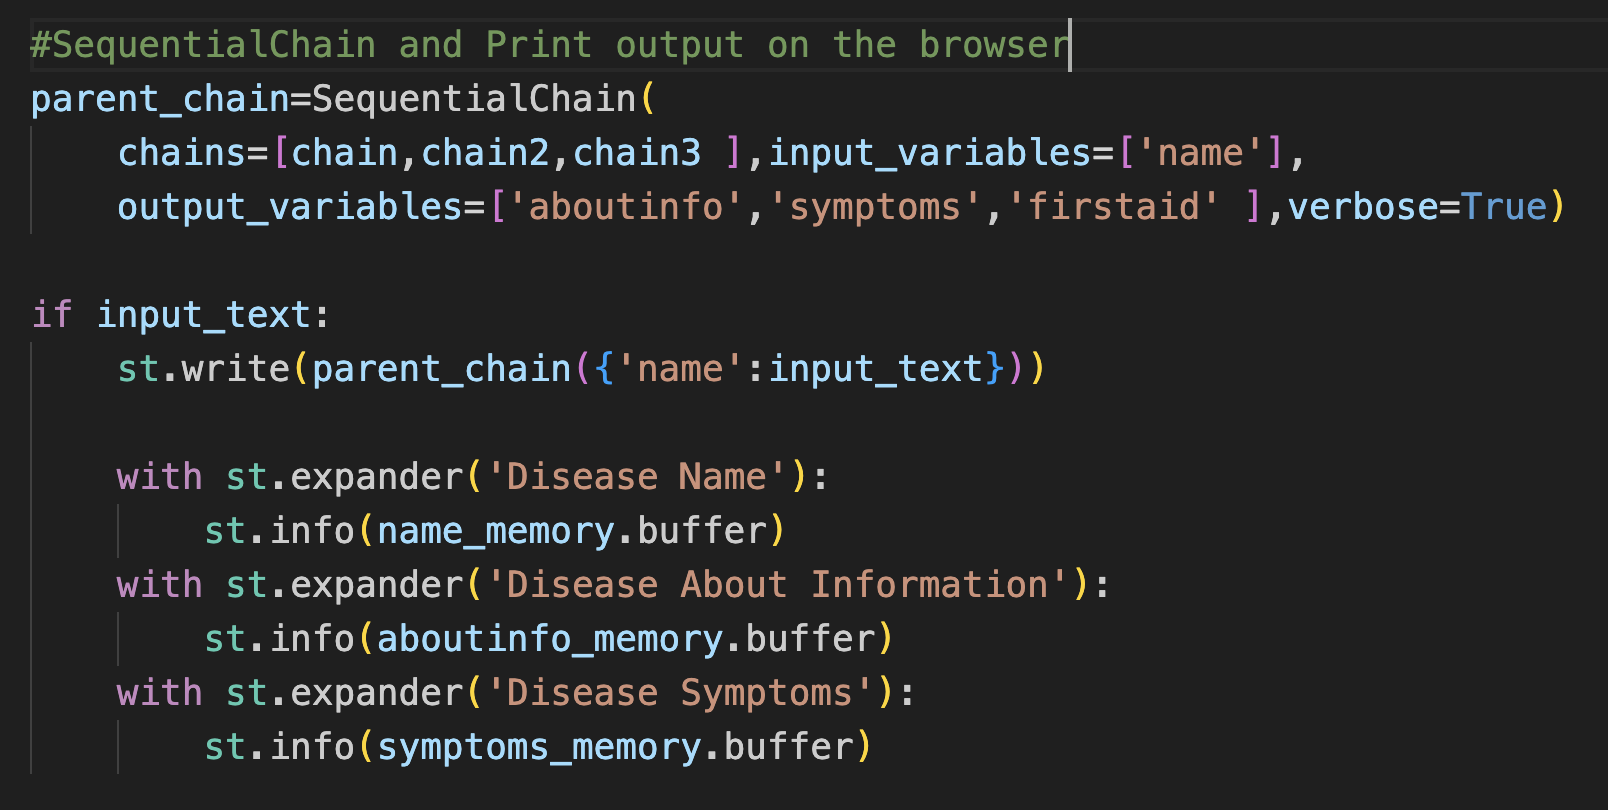 #SequentialChain and Print output on the browser
parent_chain=SequentialChain(
    chains=[chain,chain2,chain3 ],input_variables=['name'],
    output_variables=['aboutinfo','symptoms','firstaid' ],verbose=True)

if input_text:
    st.write(parent_chain({'name':input_text}))

    with st.expander('Disease Name'):
        st.info(name_memory.buffer)
    with st.expander('Disease About Information'):
        st.info(aboutinfo_memory.buffer)
    with st.expander('Disease Symptoms'):
        st.info(symptoms_memory.buffer)